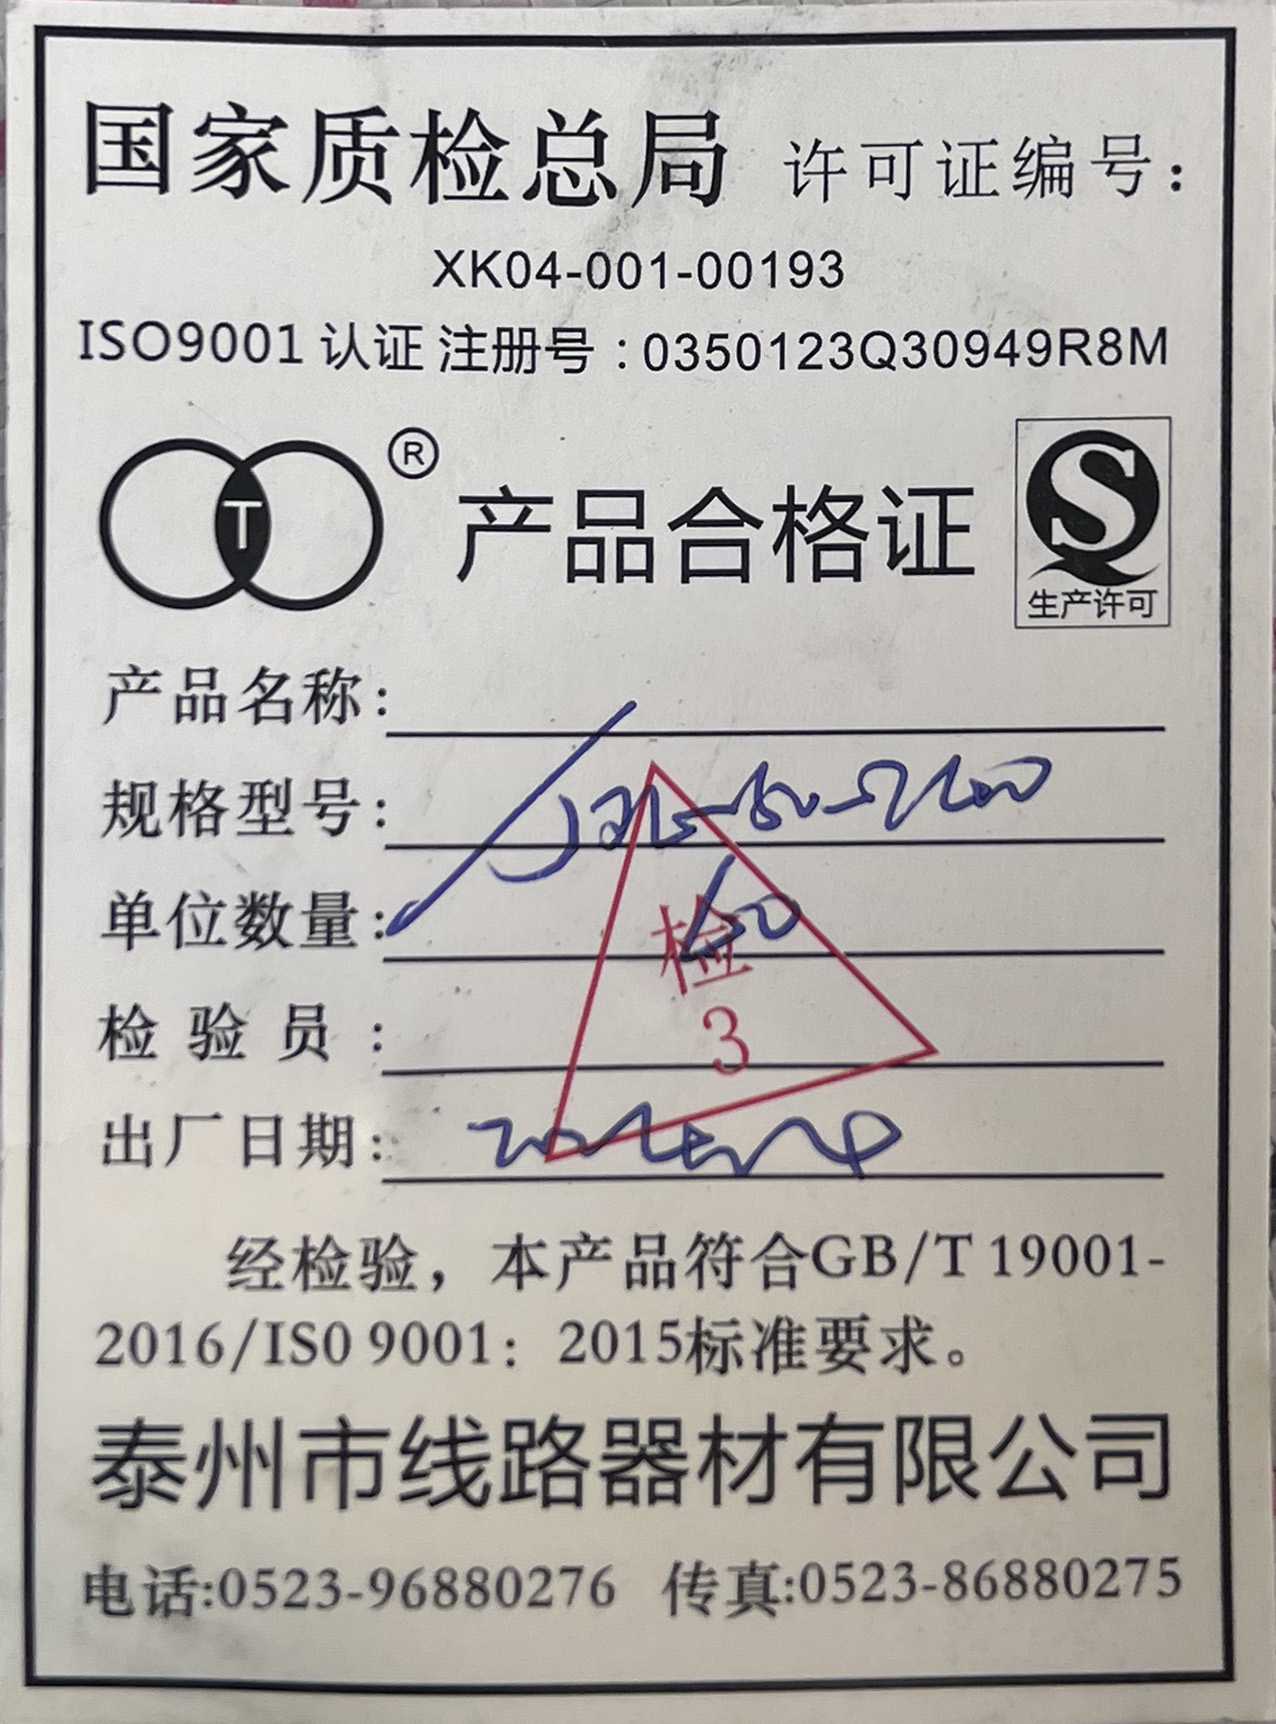 国家质检总局 许可证编号：
XK04-001-00193
ISO9001 认证 注册号：0350123Q30949R8M
T ® 产品合格证
生产许可
产品名称：
规格型号：
单位数量：
检
检验员：
3
出厂日期：
经检验，本产品符合GB/T 19001-
2016/ISO 9001：2015标准要求。
泰州市线路器材有限公司
电话:0523-96880276 传真:0523-86880275